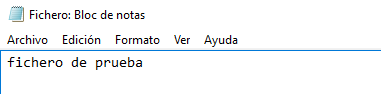 Fichero: Bloc de notas
Archivo Edición Formato Ver Ayuda
fichero de prueba